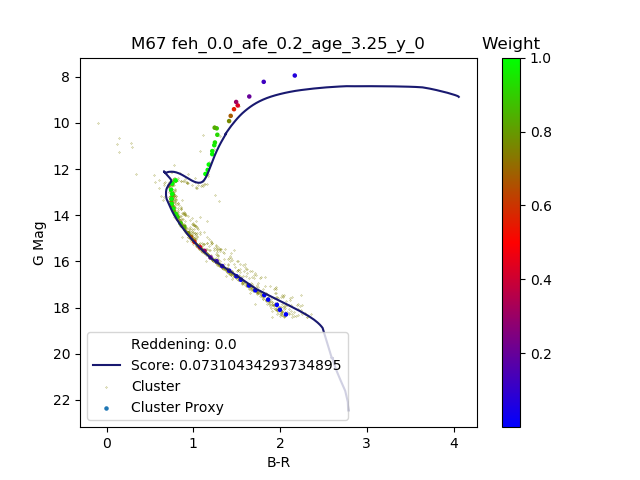 M67 feh_0.0_afe_0.2_age_3.25_y_0
Weight
8
10
12
14
16
18
20
22
G Mag
0
1
2
3
4
B-R
Reddening: 0.0
Score: 0.07310434293734895
Cluster
Cluster Proxy
1.0
0.8
0.6
0.4
0.2